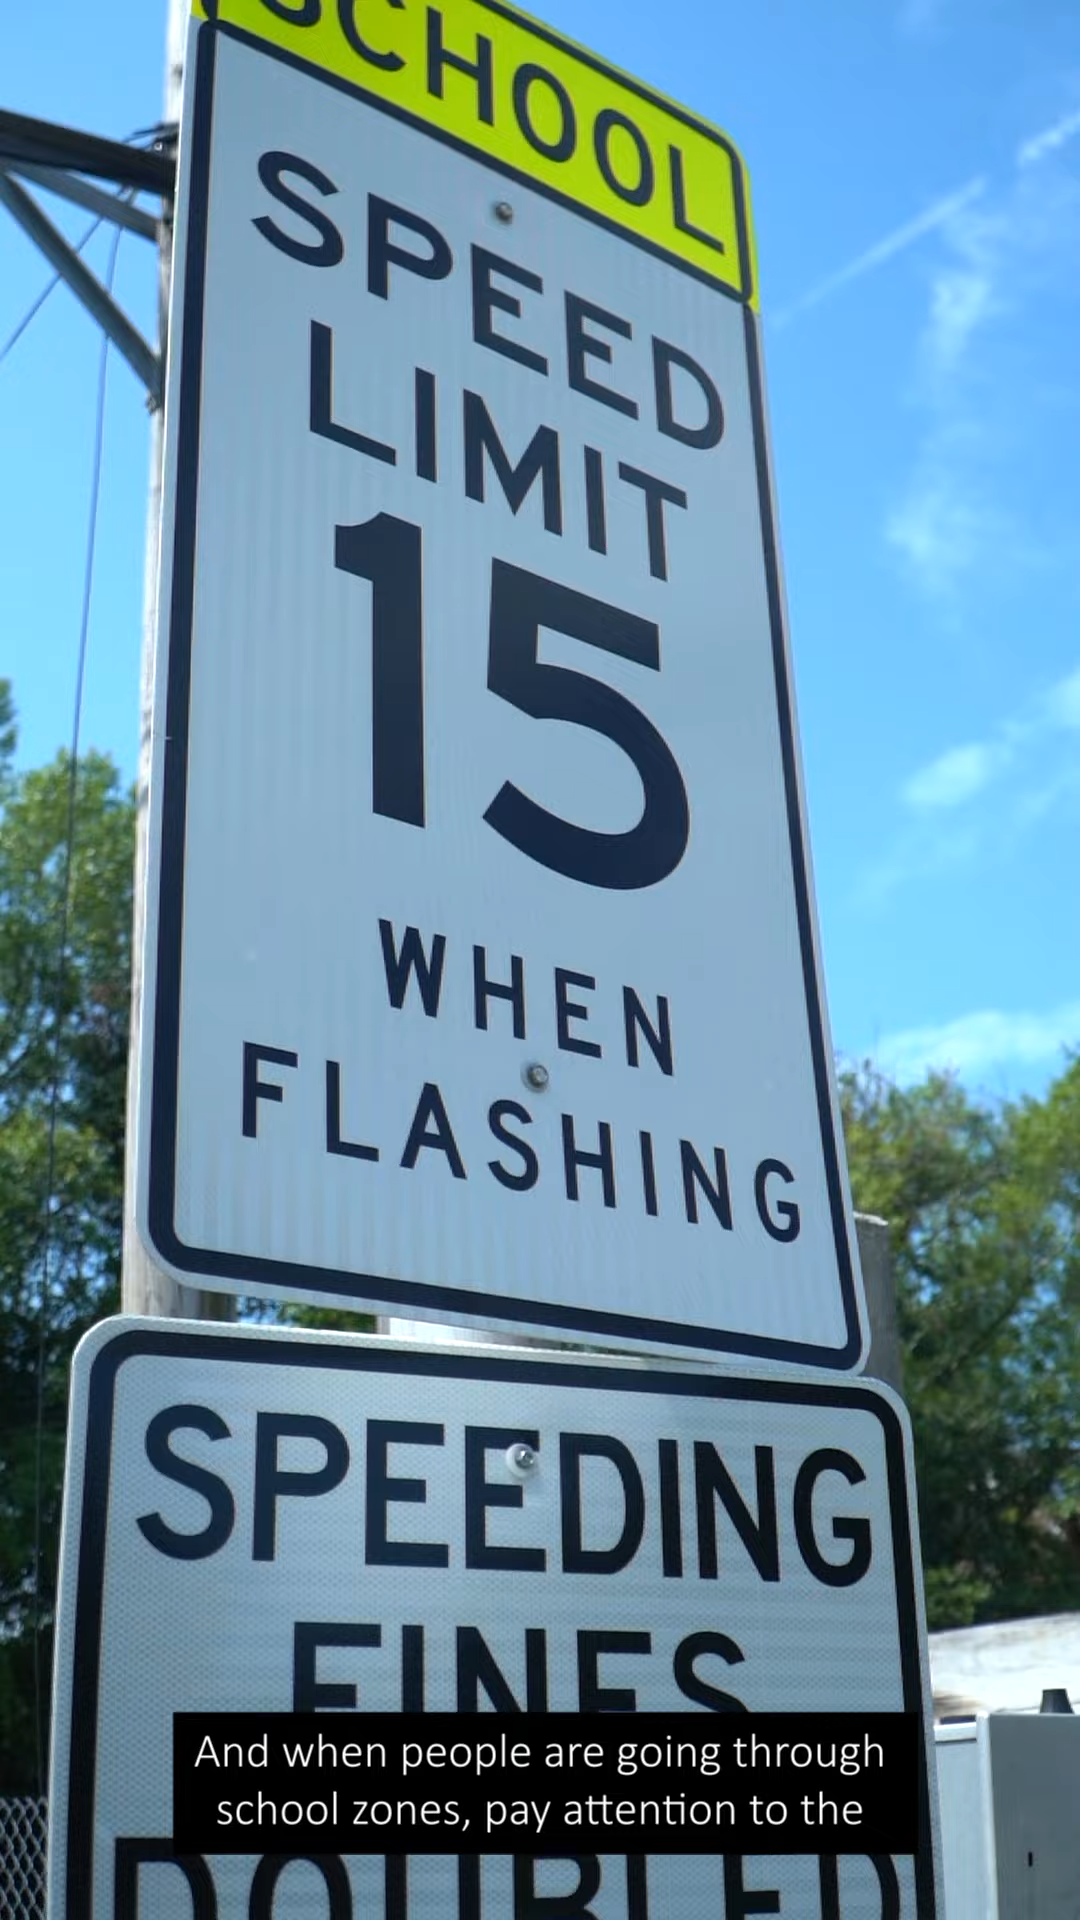 SCHOOL
SPEED
LIMIT
15
WHEN
FLASHING
SPEEDING
FINES
DOUBLED
And when people are going through
school zones, pay attention to the